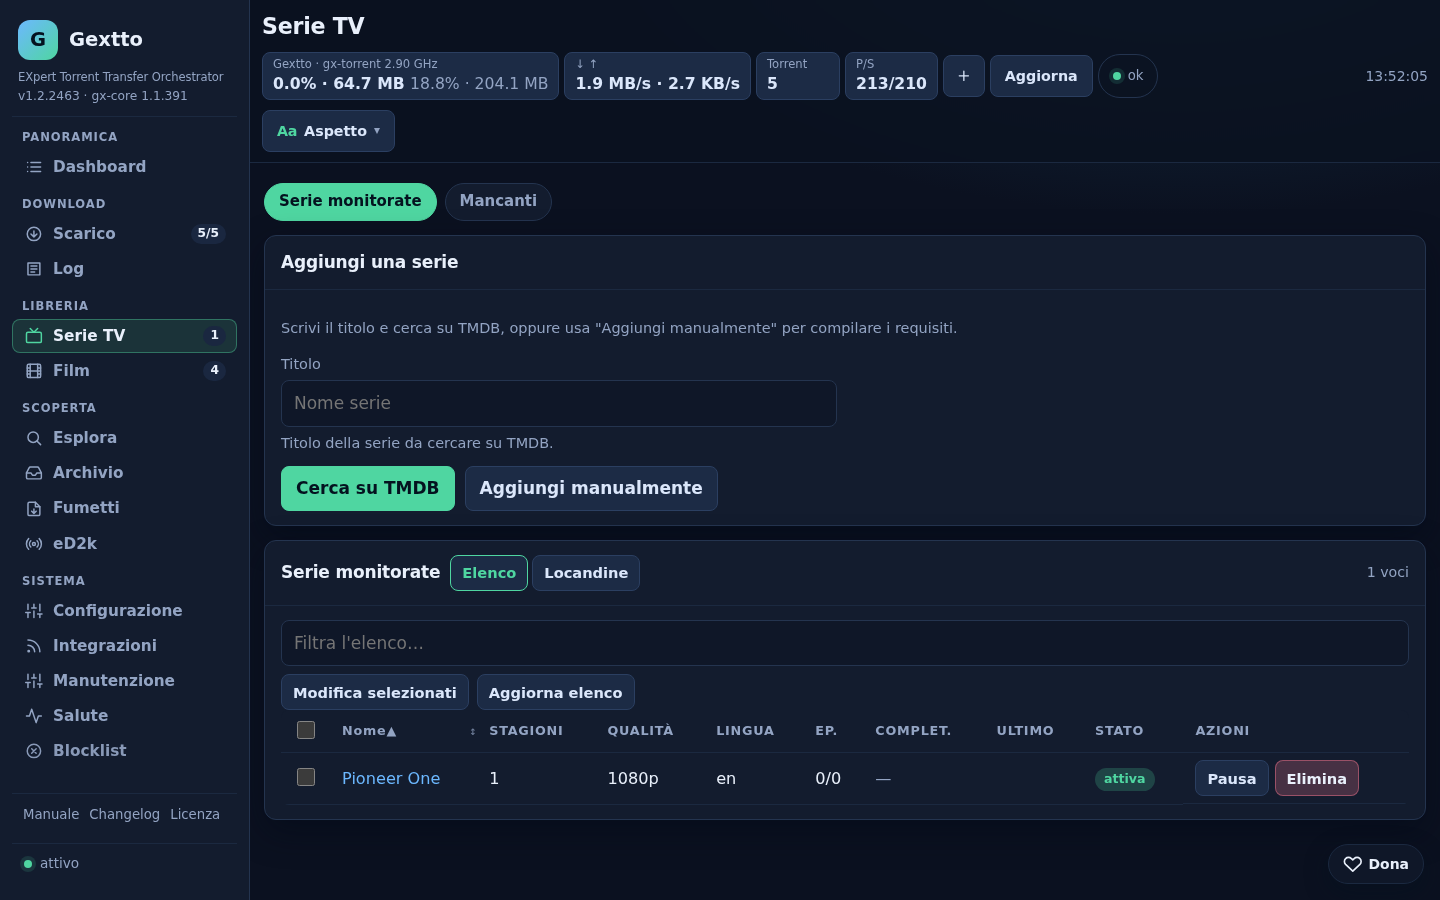 G Gextto
EXpert Torrent Transfer Orchestrator
v1.2.2463 · gx-core 1.1.391
PANORAMICA
Dashboard
DOWNLOAD
Scarico 5/5
Log
LIBRERIA
Serie TV 1
Film 4
SCOPERTA
Esplora
Archivio
Fumetti
eD2k
SISTEMA
Configurazione
Integrazioni
Manutenzione
Salute
Blocklist
Manuale Changelog Licenza
attivo
Serie TV
Gextto · gx-torrent 2.90 GHz
0.0% · 64.7 MB 18.8% · 204.1 MB
↓ ↑
1.9 MB/s · 2.7 KB/s
Torrent
5
P/S
213/210
+
Aggiorna
ok
13:52:05
Aa Aspetto ▾
Serie monitorate Mancanti
Aggiungi una serie
Scrivi il titolo e cerca su TMDB, oppure usa "Aggiungi manualmente" per compilare i requisiti.
Titolo
Nome serie
Titolo della serie da cercare su TMDB.
Cerca su TMDB Aggiungi manualmente
Serie monitorate Elenco Locandine 1 voci
Filtra l'elenco…
Modifica selezionati Aggiorna elenco
Nome▲ ↕ STAGIONI QUALITÀ LINGUA EP. COMPLET. ULTIMO STATO AZIONI
Pioneer One 1 1080p en 0/0 — attiva Pausa Elimina
Dona